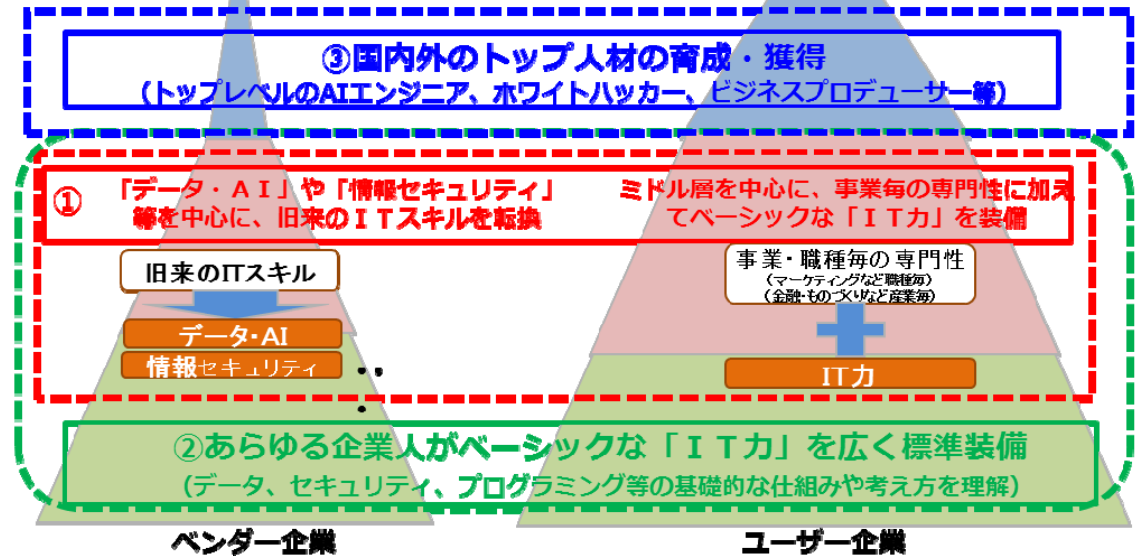 ③国内外のトップ人材の育成・獲得
（トップレベルのAIエンジニア、ホワイトハッカー、ビジネスプロデューサー等）
①
「データ・ＡＩ」や「情報セキュリティ」
等を中心に、旧来のＩＴスキルを転換
ミドル層を中心に、事業毎の専門性に加え
てベーシックな「ＩＴ力」を装備
旧来のITスキル
データ・AI
情報セキュリティ
・・
・
事業・職種毎の専門性
（マーケティングなど職種毎）
（金融・ものづくりなど産業毎）
IT力
②あらゆる企業人がベーシックな「ＩＴ力」を広く標準装備
（データ、セキュリティ、プログラミング等の基礎的な仕組みや考え方を理解）
ベンダー企業
ユーザー企業